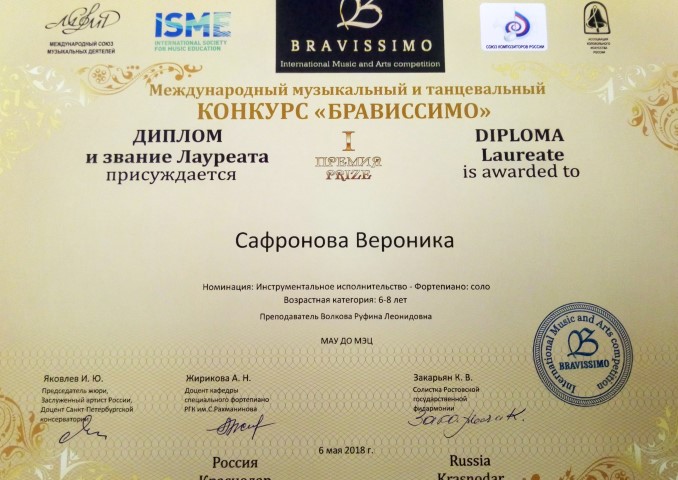 МЕЖДУНАРОДНЫЙ СОЮЗ
МУЗЫКАЛЬНЫХ ДЕЯТЕЛЕЙ
ISME
INTERNATIONAL SOCIETY
FOR MUSIC EDUCATION
B
BRAVISSIMO
International Music and Arts competition
СОЮЗ КОМПОЗИТОРОВ РОССИИ
АССОЦИАЦИЯ
РОССИИ
Международный музыкальный и танцевальный
КОНКУРС «БРАВИССИМО»
ДИПЛОМ
и звание Лауреата
присуждается
I
ПРЕМИЯ
PRIZE
DIPLOMA
Laureate
is awarded to
Сафронова Вероника
Номинация: Инструментальное исполнительство - Фортепиано: соло
Возрастная категория: 6-8 лет
Преподаватель Волкова Руфина Леонидовна
МАУ ДО МЭЦ
International Music and Arts competition
B
BRAVISSIMO
Яковлев И. Ю.
Председатель жюри,
Заслуженный артист России,
Доцент Санкт-Петербургской
консерватории
Жирикова А. Н.
Доцент кафедры
специального фортепиано
РГК им.С.Рахманинова
Закарьян К. В.
Солистка Ростовской
государственной
филармонии
6 мая 2018 г.
Россия
Краснодар
Russia
Krasnodar